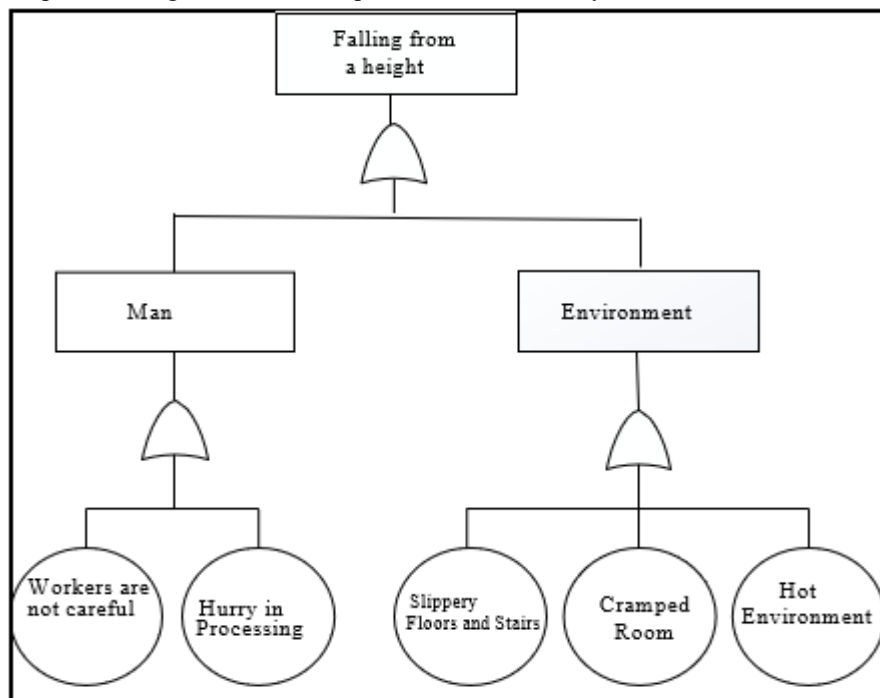 Falling from
a height
Man
Environment
Workers are
not careful
Hurry in
Processing
Slippery
Floors and Stairs
Cramped
Room
Hot
Environment